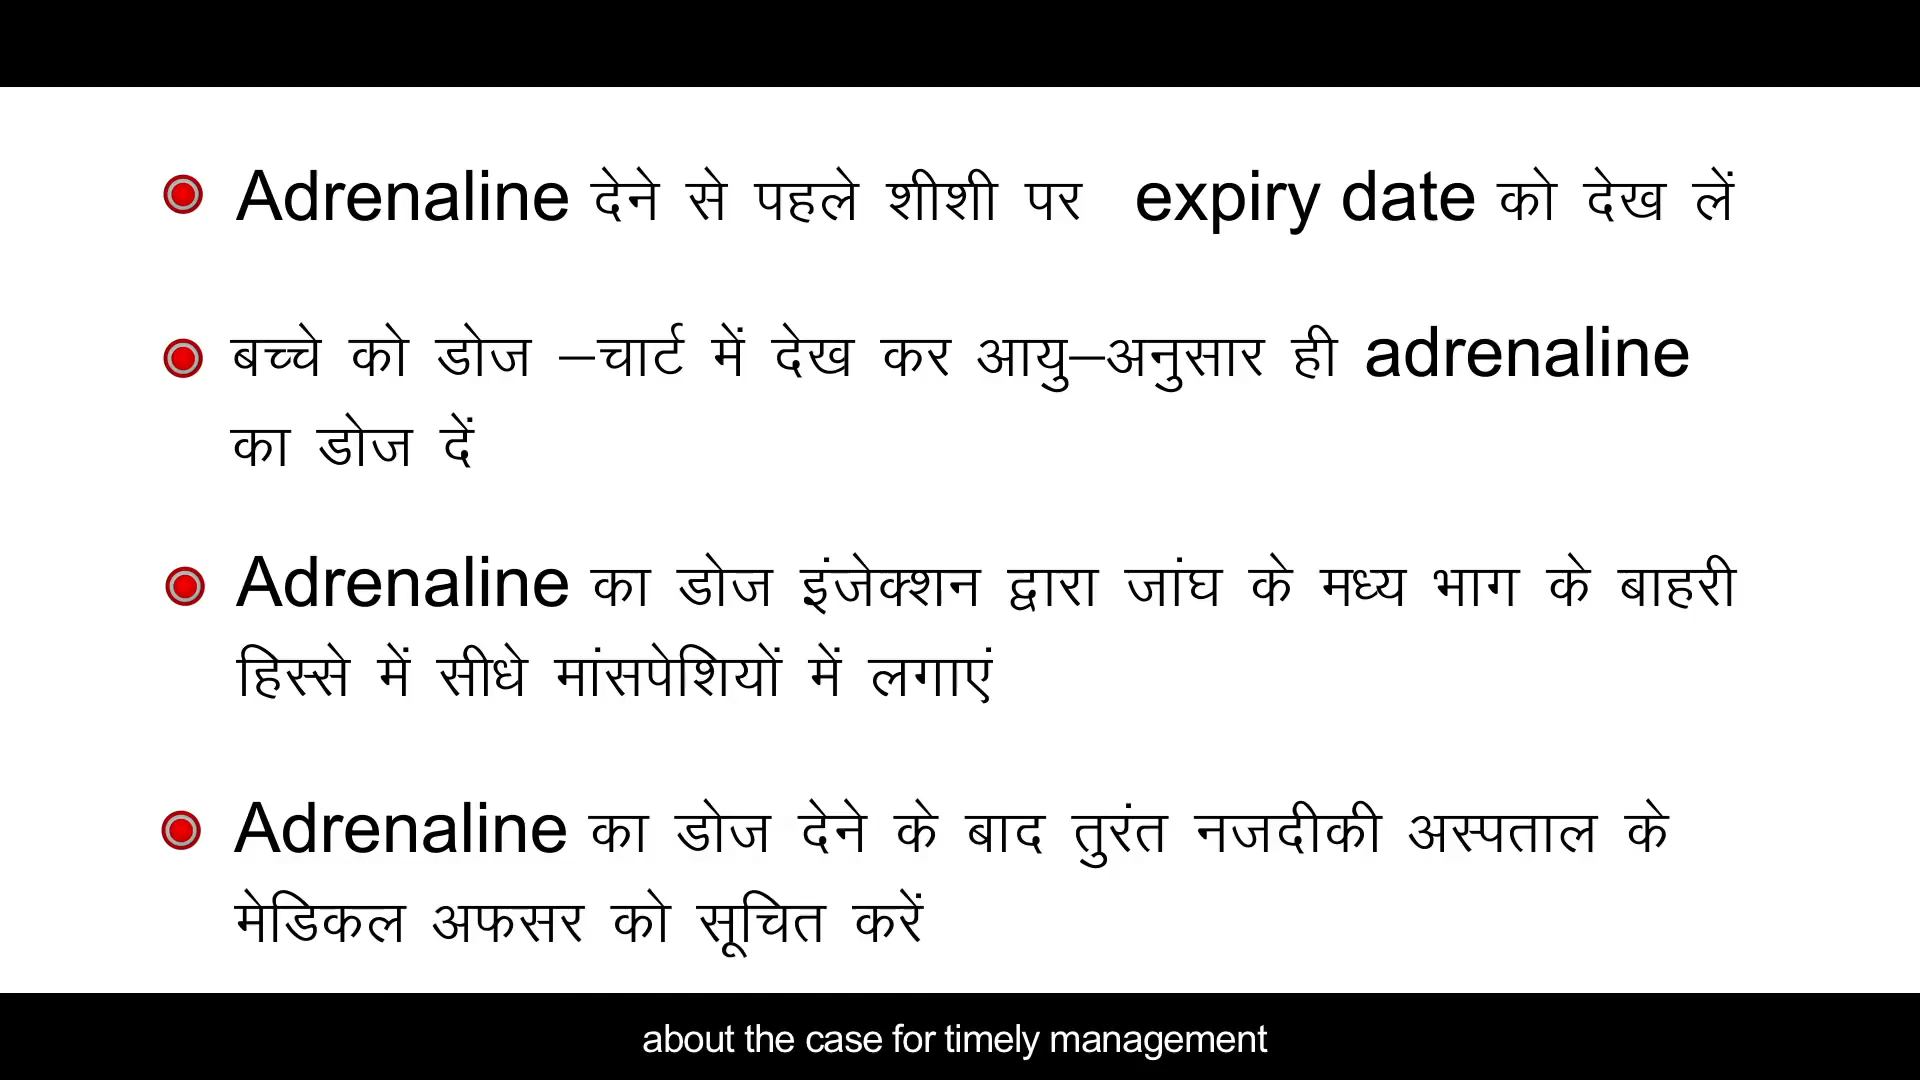 Adrenaline देने से पहले शीशी पर expiry date को देख लें
बच्चे को डोज –चार्ट में देख कर आयु–अनुसार ही adrenaline
का डोज दें
Adrenaline का डोज इंजेक्शन द्वारा जांघ के मध्य भाग के बाहरी
हिस्से में सीधे मांसपेशियों में लगाएं
Adrenaline का डोज देने के बाद तुरंत नजदीकी अस्पताल के
मेडिकल अफसर को सूचित करें
about the case for timely management